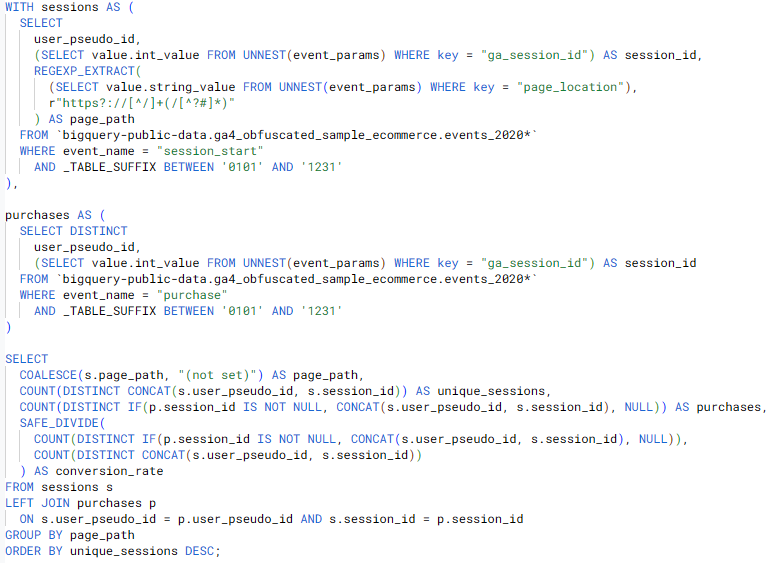 WITH sessions AS (
  SELECT
    user_pseudo_id,
    (SELECT value.int_value FROM UNNEST(event_params) WHERE key = "ga_session_id") AS session_id,
    REGEXP_EXTRACT(
      (SELECT value.string_value FROM UNNEST(event_params) WHERE key = "page_location"),
      r"https?://[^/]+(/[^?#]*)"
    ) AS page_path
  FROM `bigquery-public-data.ga4_obfuscated_sample_ecommerce.events_2020*`
  WHERE event_name = "session_start"
    AND _TABLE_SUFFIX BETWEEN '0101' AND '1231'
),

purchases AS (
  SELECT DISTINCT
    user_pseudo_id,
    (SELECT value.int_value FROM UNNEST(event_params) WHERE key = "ga_session_id") AS session_id
  FROM `bigquery-public-data.ga4_obfuscated_sample_ecommerce.events_2020*`
  WHERE event_name = "purchase"
    AND _TABLE_SUFFIX BETWEEN '0101' AND '1231'
)

SELECT
  COALESCE(s.page_path, "(not set)") AS page_path,
  COUNT(DISTINCT CONCAT(s.user_pseudo_id, s.session_id)) AS unique_sessions,
  COUNT(DISTINCT IF(p.session_id IS NOT NULL, CONCAT(s.user_pseudo_id, s.session_id), NULL)) AS purchases,
  SAFE_DIVIDE(
    COUNT(DISTINCT IF(p.session_id IS NOT NULL, CONCAT(s.user_pseudo_id, s.session_id), NULL)),
    COUNT(DISTINCT CONCAT(s.user_pseudo_id, s.session_id))
  ) AS conversion_rate
FROM sessions s
LEFT JOIN purchases p
  ON s.user_pseudo_id = p.user_pseudo_id AND s.session_id = p.session_id
GROUP BY page_path
ORDER BY unique_sessions DESC;